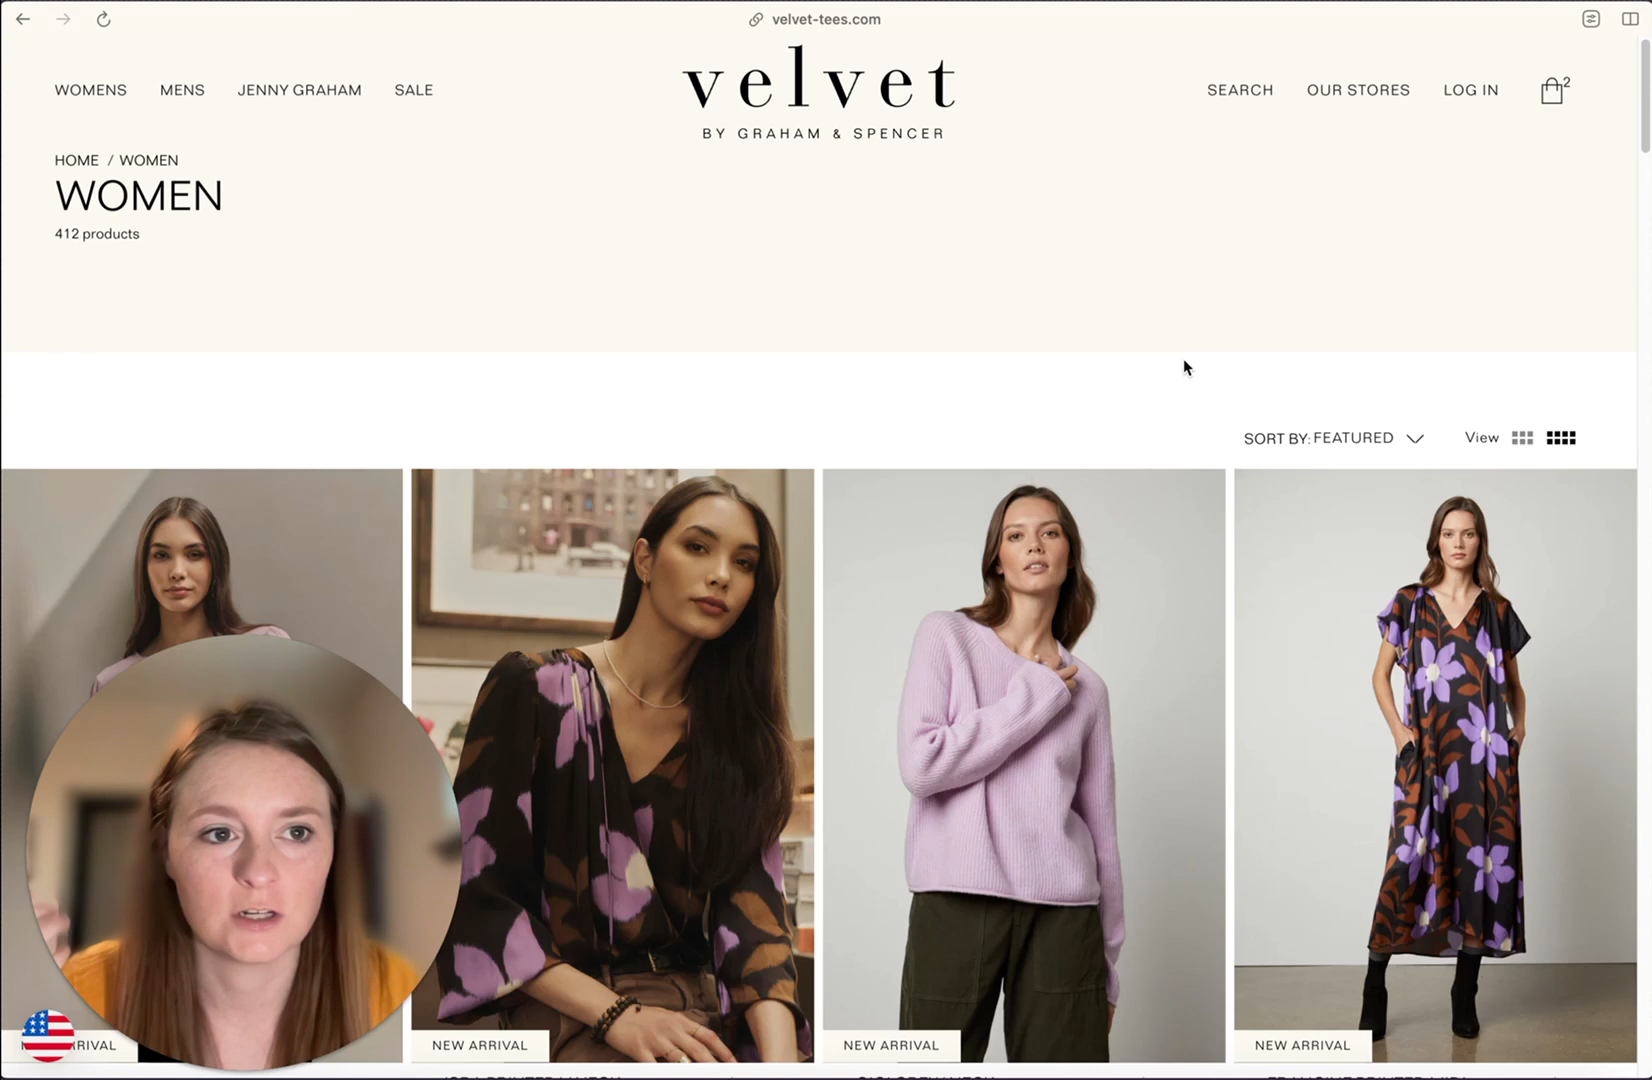 velvet-tees.com
WOMENS MENS JENNY GRAHAM SALE
velvet
BY GRAHAM & SPENCER
SEARCH OUR STORES LOG IN 2
HOME / WOMEN
WOMEN
412 products
SORT BY: FEATURED View
RIVAL
NEW ARRIVAL
NEW ARRIVAL
NEW ARRIVAL